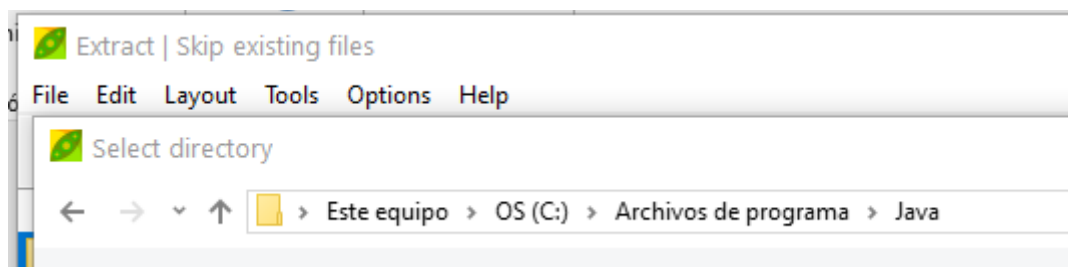 Extract | Skip existing files
File Edit Layout Tools Options Help
Select directory
Este equipo > OS (C:) > Archivos de programa > Java